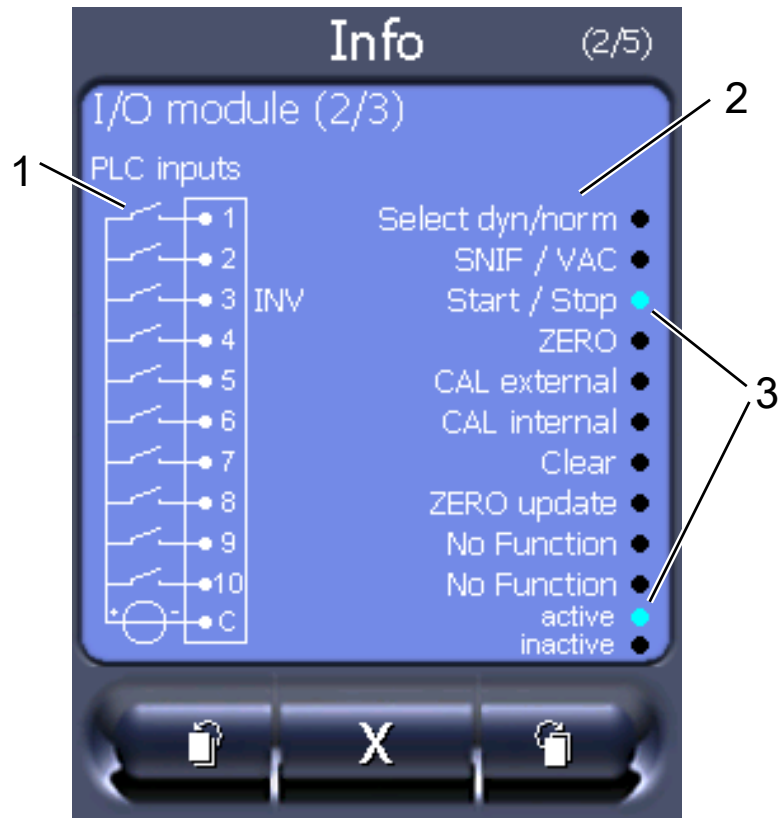 Info (2/5)
I/O module (2/3)
2
1
PLC inputs
1 Select dyn/norm
2 SNIF / VAC
3 INV Start / Stop
4 ZERO
5 CAL external
3
6 CAL internal
7 Clear
8 ZERO update
9 No Function
10 No Function
+ - C active
inactive
X